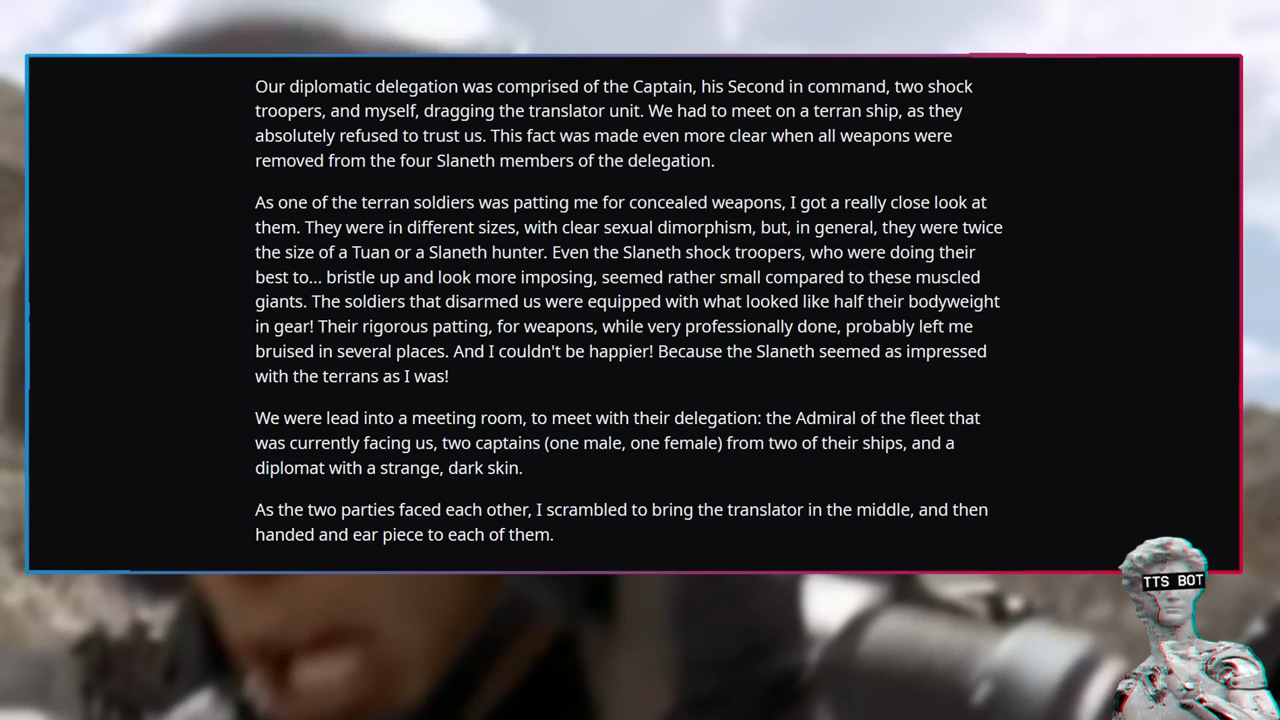 Our diplomatic delegation was comprised of the Captain, his Second in command, two shock
troopers, and myself, dragging the translator unit. We had to meet on a terran ship, as they
absolutely refused to trust us. This fact was made even more clear when all weapons were
removed from the four Slaneth members of the delegation.
As one of the terran soldiers was patting me for concealed weapons, I got a really close look at
them. They were in different sizes, with clear sexual dimorphism, but, in general, they were twice
the size of a Tuan or a Slaneth hunter. Even the Slaneth shock troopers, who were doing their
best to... bristle up and look more imposing, seemed rather small compared to these muscled
giants. The soldiers that disarmed us were equipped with what looked like half their bodyweight
in gear! Their rigorous patting, for weapons, while very professionally done, probably left me
bruised in several places. And I couldn't be happier! Because the Slaneth seemed as impressed
with the terrans as I was!
We were lead into a meeting room, to meet with their delegation: the Admiral of the fleet that
was currently facing us, two captains (one male, one female) from two of their ships, and a
diplomat with a strange, dark skin.
As the two parties faced each other, I scrambled to bring the translator in the middle, and then
handed and ear piece to each of them.
TTS BOT